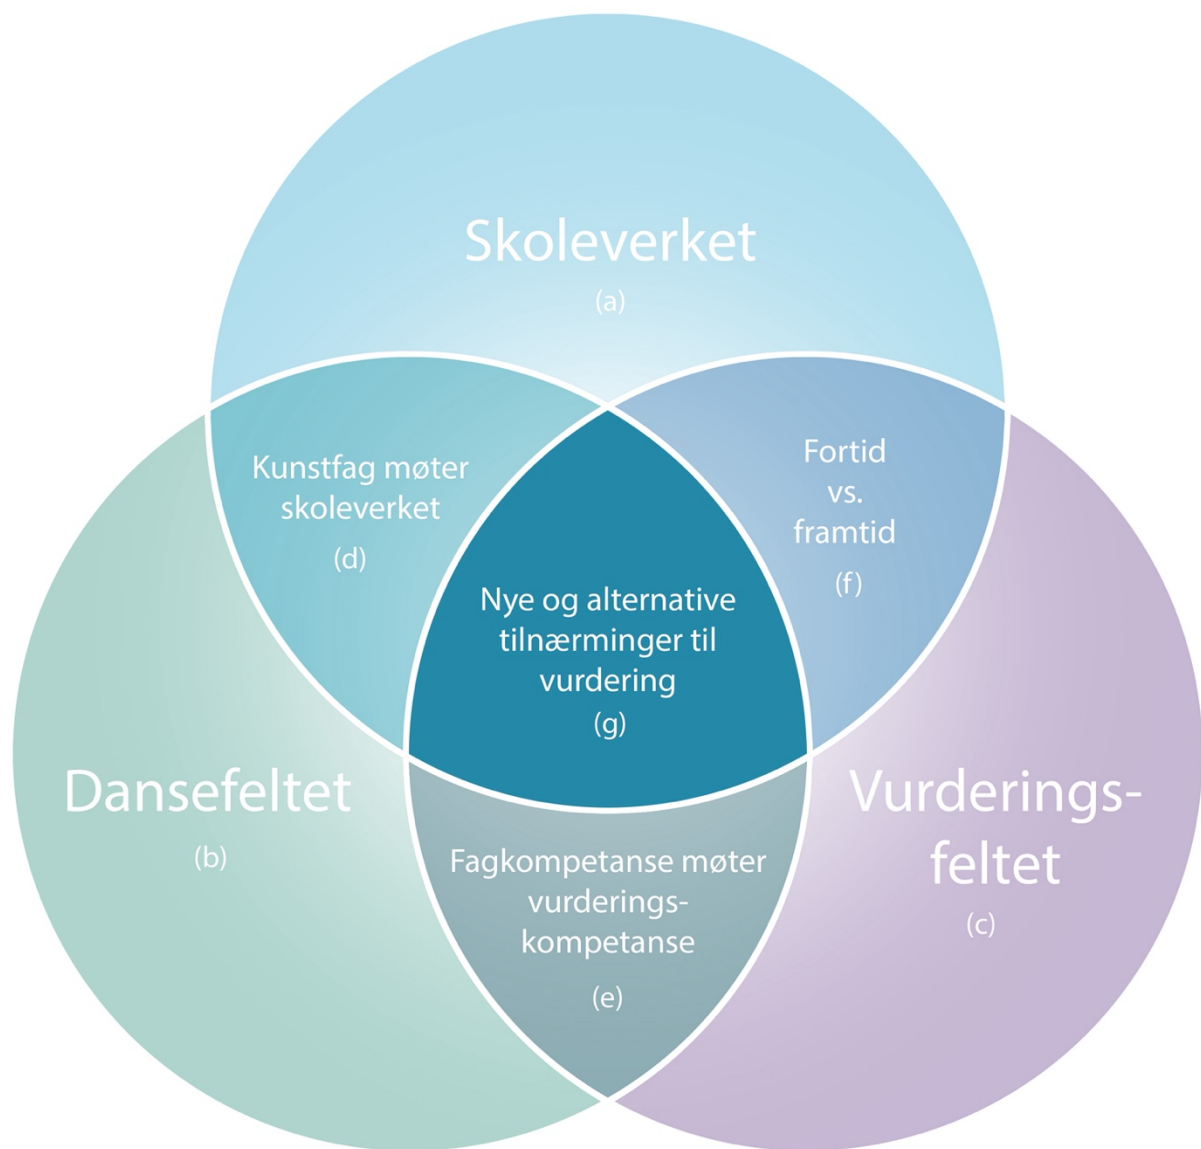 Skoleverket
(a)
Kunstfag møter
skoleverket
(d)
Fortid
vs.
framtid
(f)
Nye og alternative
tilnærminger til
vurdering
(g)
Dansefeltet
(b)
Vurderings-
feltet
(c)
Fagkompetanse møter
vurderings-
kompetanse
(e)